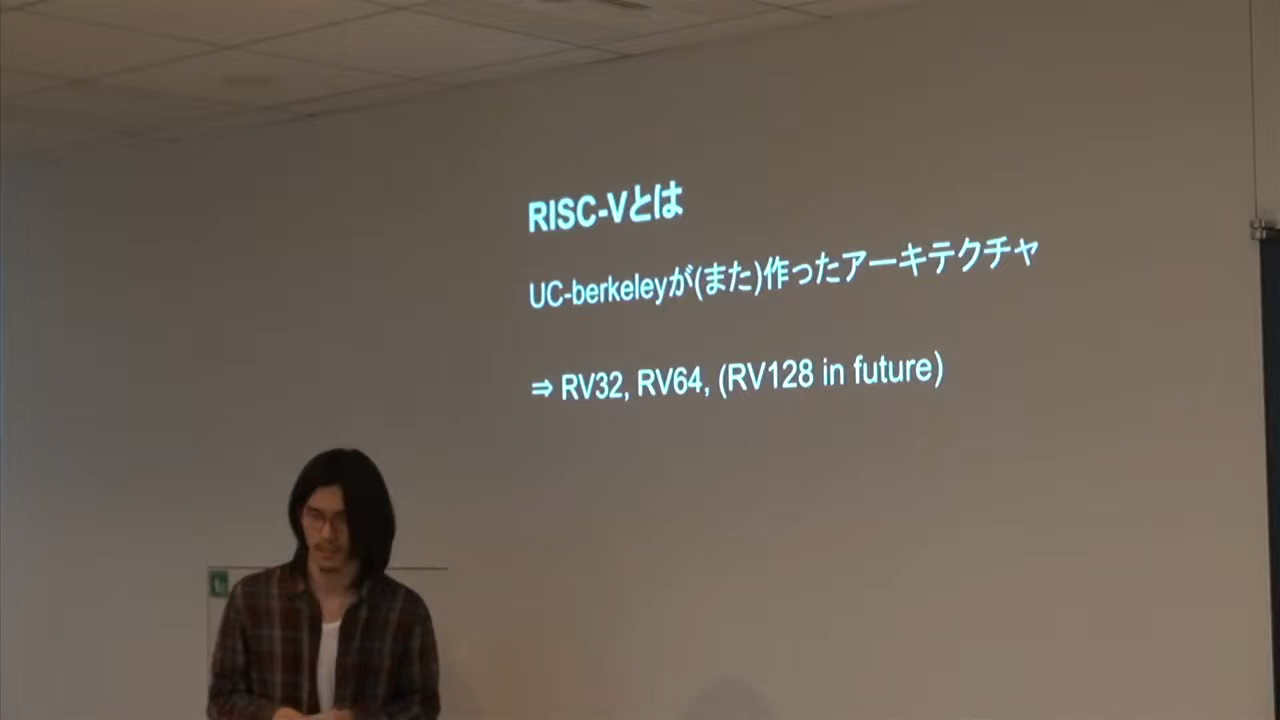 RISC-Vとは
UC-berkeleyが(また)作ったアーキテクチャ
⇒ RV32, RV64, (RV128 in future)